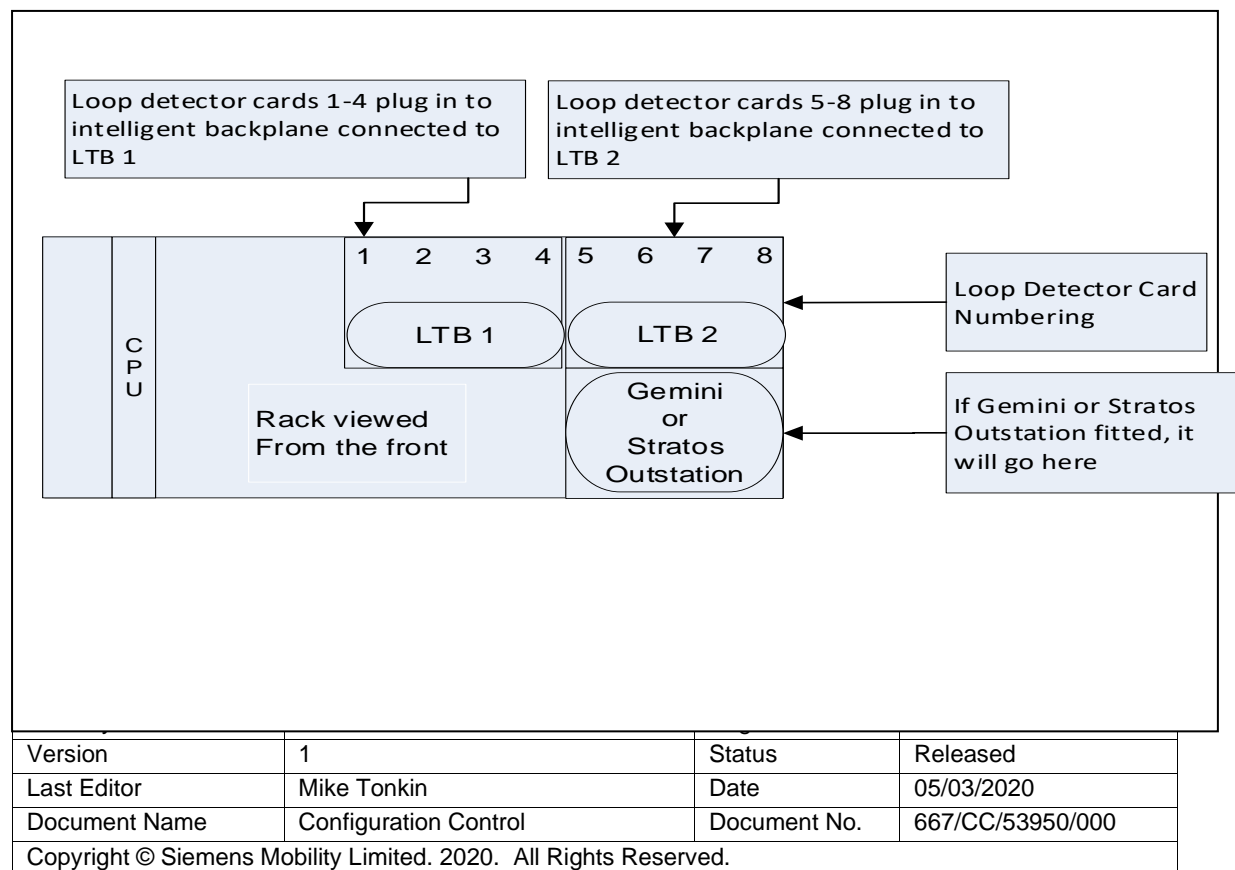 Loop detector cards 1-4 plug in to
intelligent backplane connected to
LTB 1
Loop detector cards 5-8 plug in to
intelligent backplane connected to
LTB 2
1 2 3 4 5 6 7 8
LTB 1
LTB 2
CPU
Rack viewed
From the front
Gemini
or
Stratos
Outstation
Loop Detector Card
Numbering
If Gemini or Stratos
Outstation fitted, it
will go here
Version 1 Status Released
Last Editor Mike Tonkin Date 05/03/2020
Document Name Configuration Control Document No. 667/CC/53950/000
Copyright © Siemens Mobility Limited. 2020. All Rights Reserved.